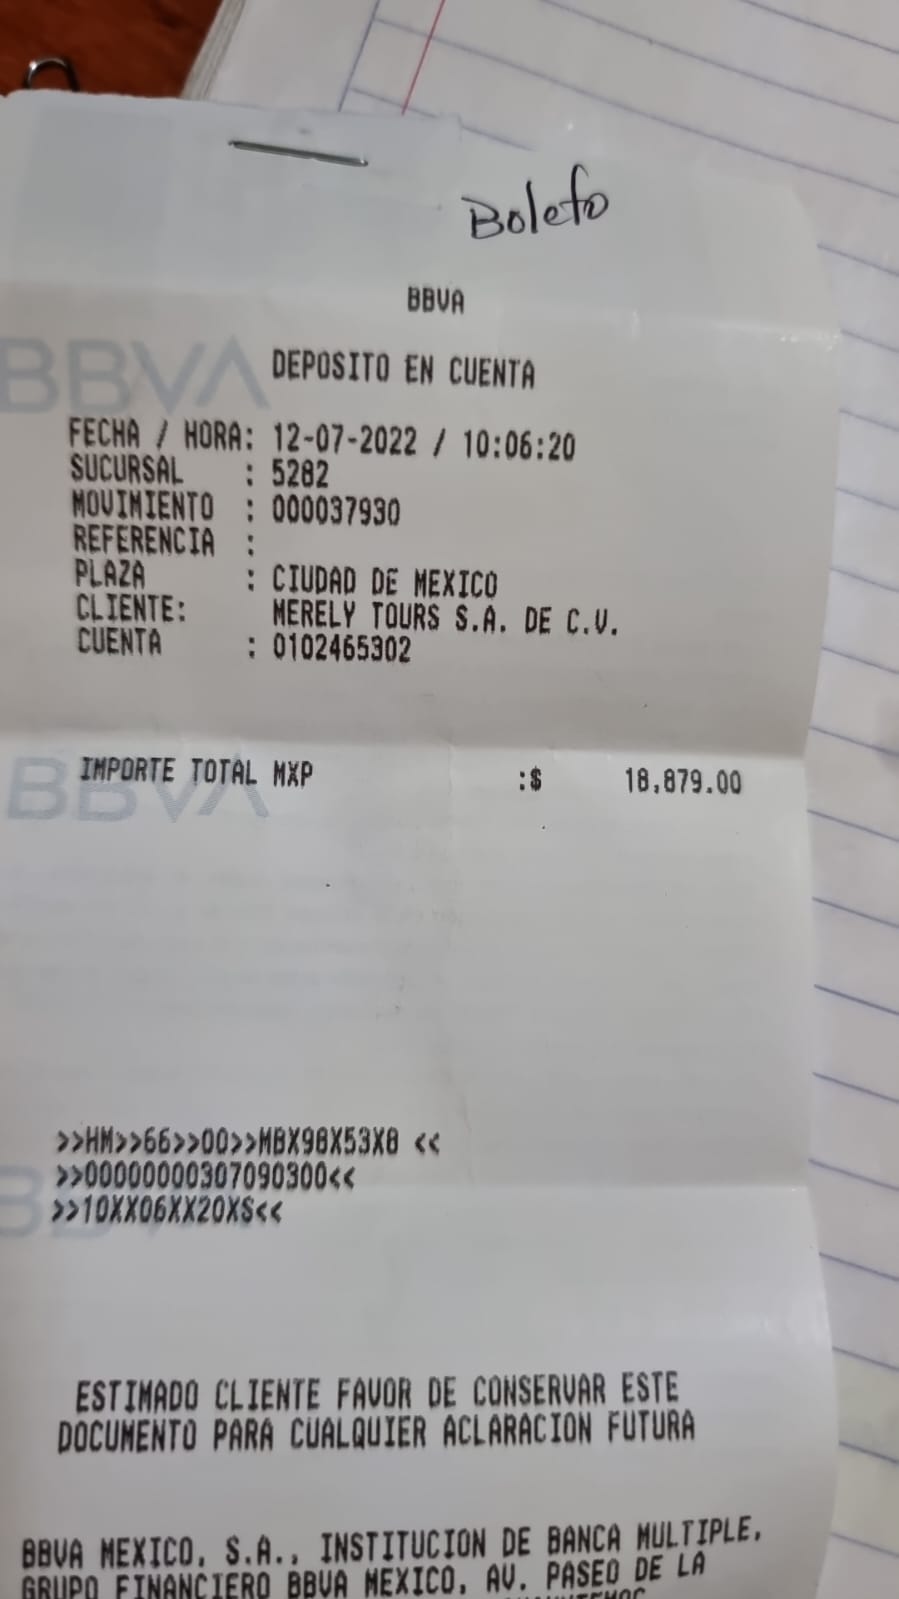 Boleto
BBVA
BBVA
DEPOSITO EN CUENTA
FECHA / HORA: 12-07-2022 / 10:06:20
SUCURSAL : 5282
MOVIMIENTO : 000037930
REFERENCIA :
PLAZA : CIUDAD DE MEXICO
CLIENTE: MERELY TOURS S.A. DE C.V.
CUENTA : 0102465302
BBVA
IMPORTE TOTAL MXP :$ 18,879.00
>>HM>>66>>00>>MBX98X53X8 <<
>>00000000307090300<<
>>10XX06XX20XS<<
ESTIMADO CLIENTE FAVOR DE CONSERVAR ESTE
DOCUMENTO PARA CUALQUIER ACLARACION FUTURA
BBVA MEXICO, S.A., INSTITUCION DE BANCA MULTIPLE,
GRUPO FINANCIERO BBVA MEXICO, AV. PASEO DE LA